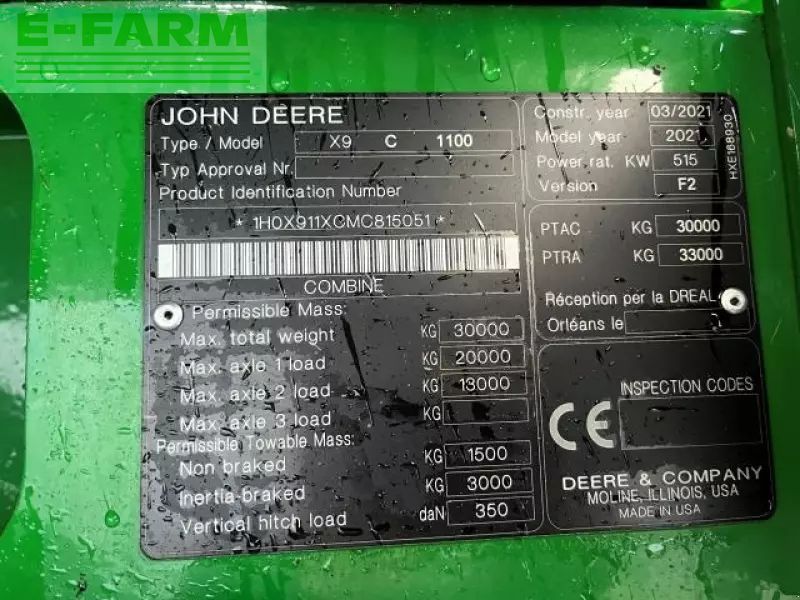 E-FARM
JOHN DEERE
Type / Model X9 C 1100
Typ Approval Nr.
Product Identification Number
* 1H0X911XCMC815051 *
COMBINE
Permissible Mass:
Max. total weight KG 30000
Max. axle 1 load KG 20000
Max. axle 2 load KG 13000
Max. axle 3 load KG
Permissible Towable Mass:
Non braked KG 1500
Inertia-braked KG 3000
Vertical hitch load daN 350
Constr. year 03/2021
Model year 2021
Power rat. KW 515
Version F2
HXE168930
PTAC KG 30000
PTRA KG 33000
Réception per la DREAL
Orléans le
INSPECTION CODES
CE
DEERE & COMPANY
MOLINE, ILLINOIS, USA
MADE IN USA